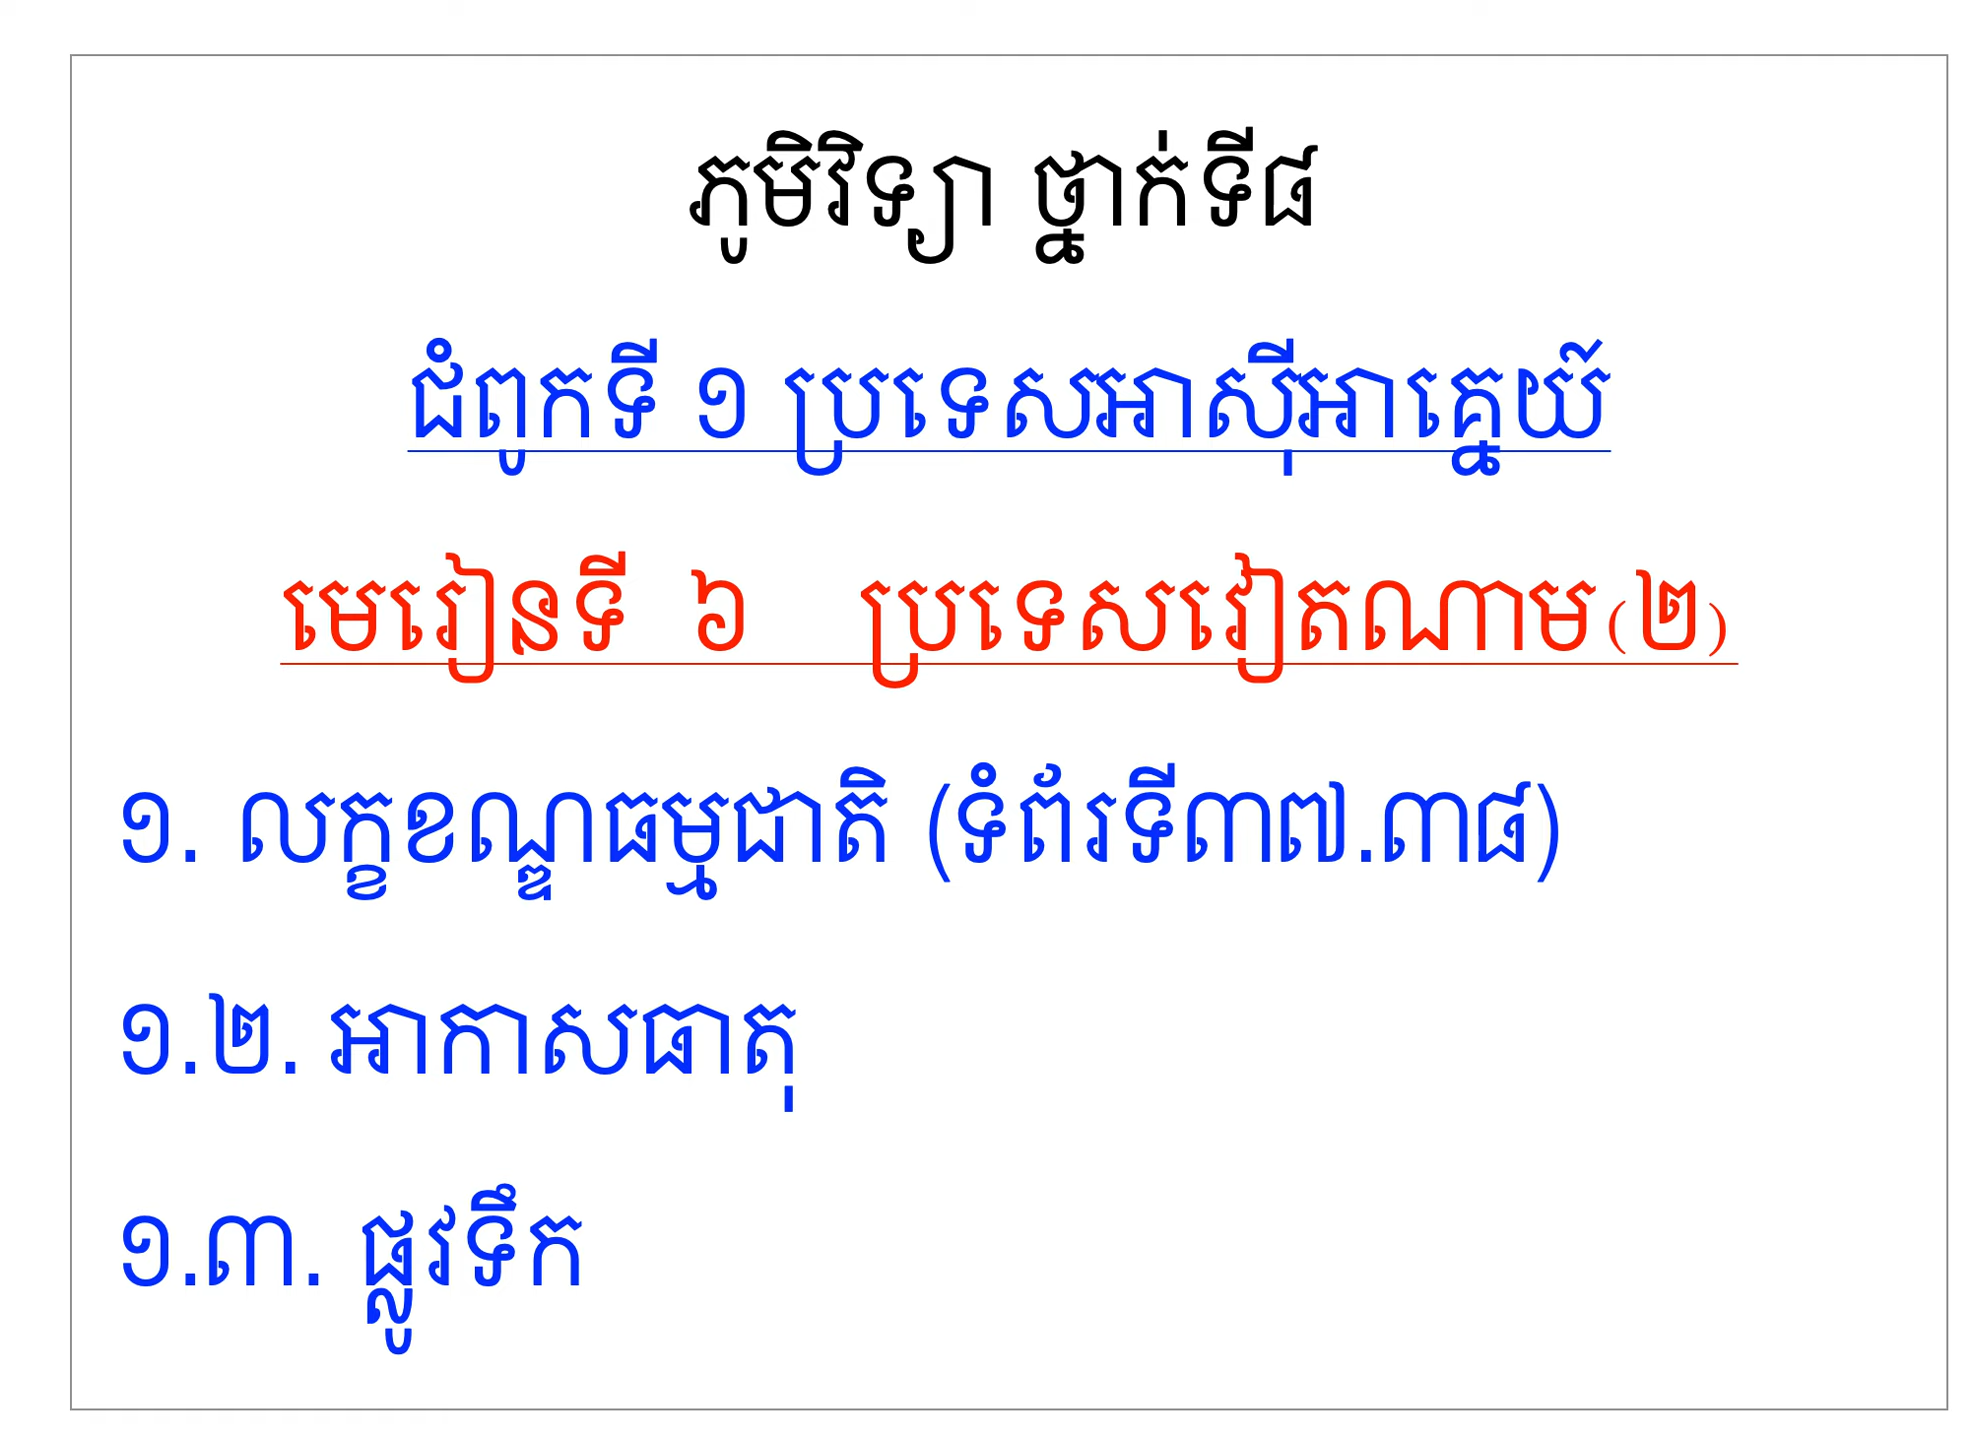 ភូមិវិទ្យា ថ្នាក់ទី៨
ជំពូកទី ១ ប្រទេសអាស៊ីអាគ្នេយ៍
មេរៀនទី ៦ ប្រទេសវៀតណាម(២)
១. លក្ខខណ្ឌធម្មជាតិ (ទំព័រទី៣៧.៣៨)
១.២. អាកាសធាតុ
១.៣. ផ្លូវទឹក